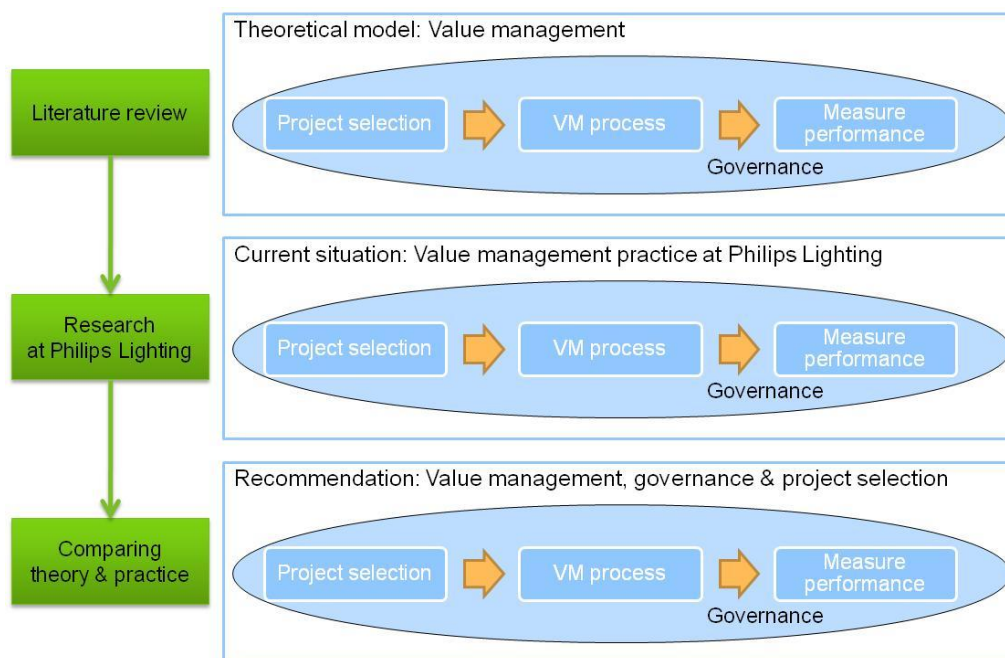 Literature review
Theoretical model: Value management
Project selection
VM process
Measure
performance
Governance
Research
at Philips Lighting
Current situation: Value management practice at Philips Lighting
Project selection
VM process
Measure
performance
Governance
Comparing
theory & practice
Recommendation: Value management, governance & project selection
Project selection
VM process
Measure
performance
Governance